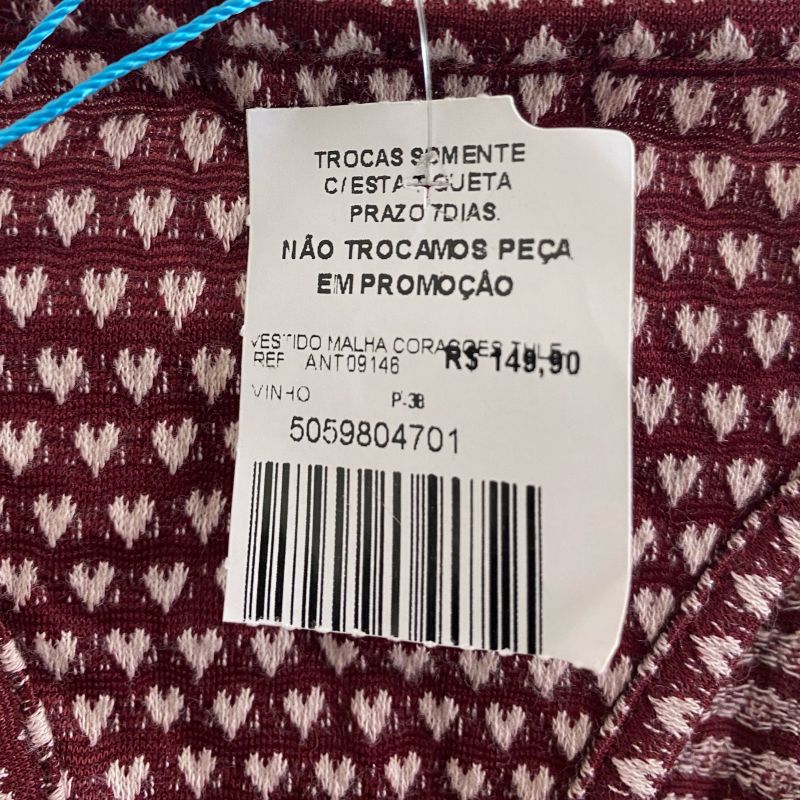 TROCAS SOMENTE
C/ESTA ETIQUETA
PRAZO 7DIAS.
NÃO TROCAMOS PEÇA
EM PROMOÇÃO
VESTIDO MALHA CORACOES
REF ANT09146 R$ 149,90
VINHO P-38
5059804701